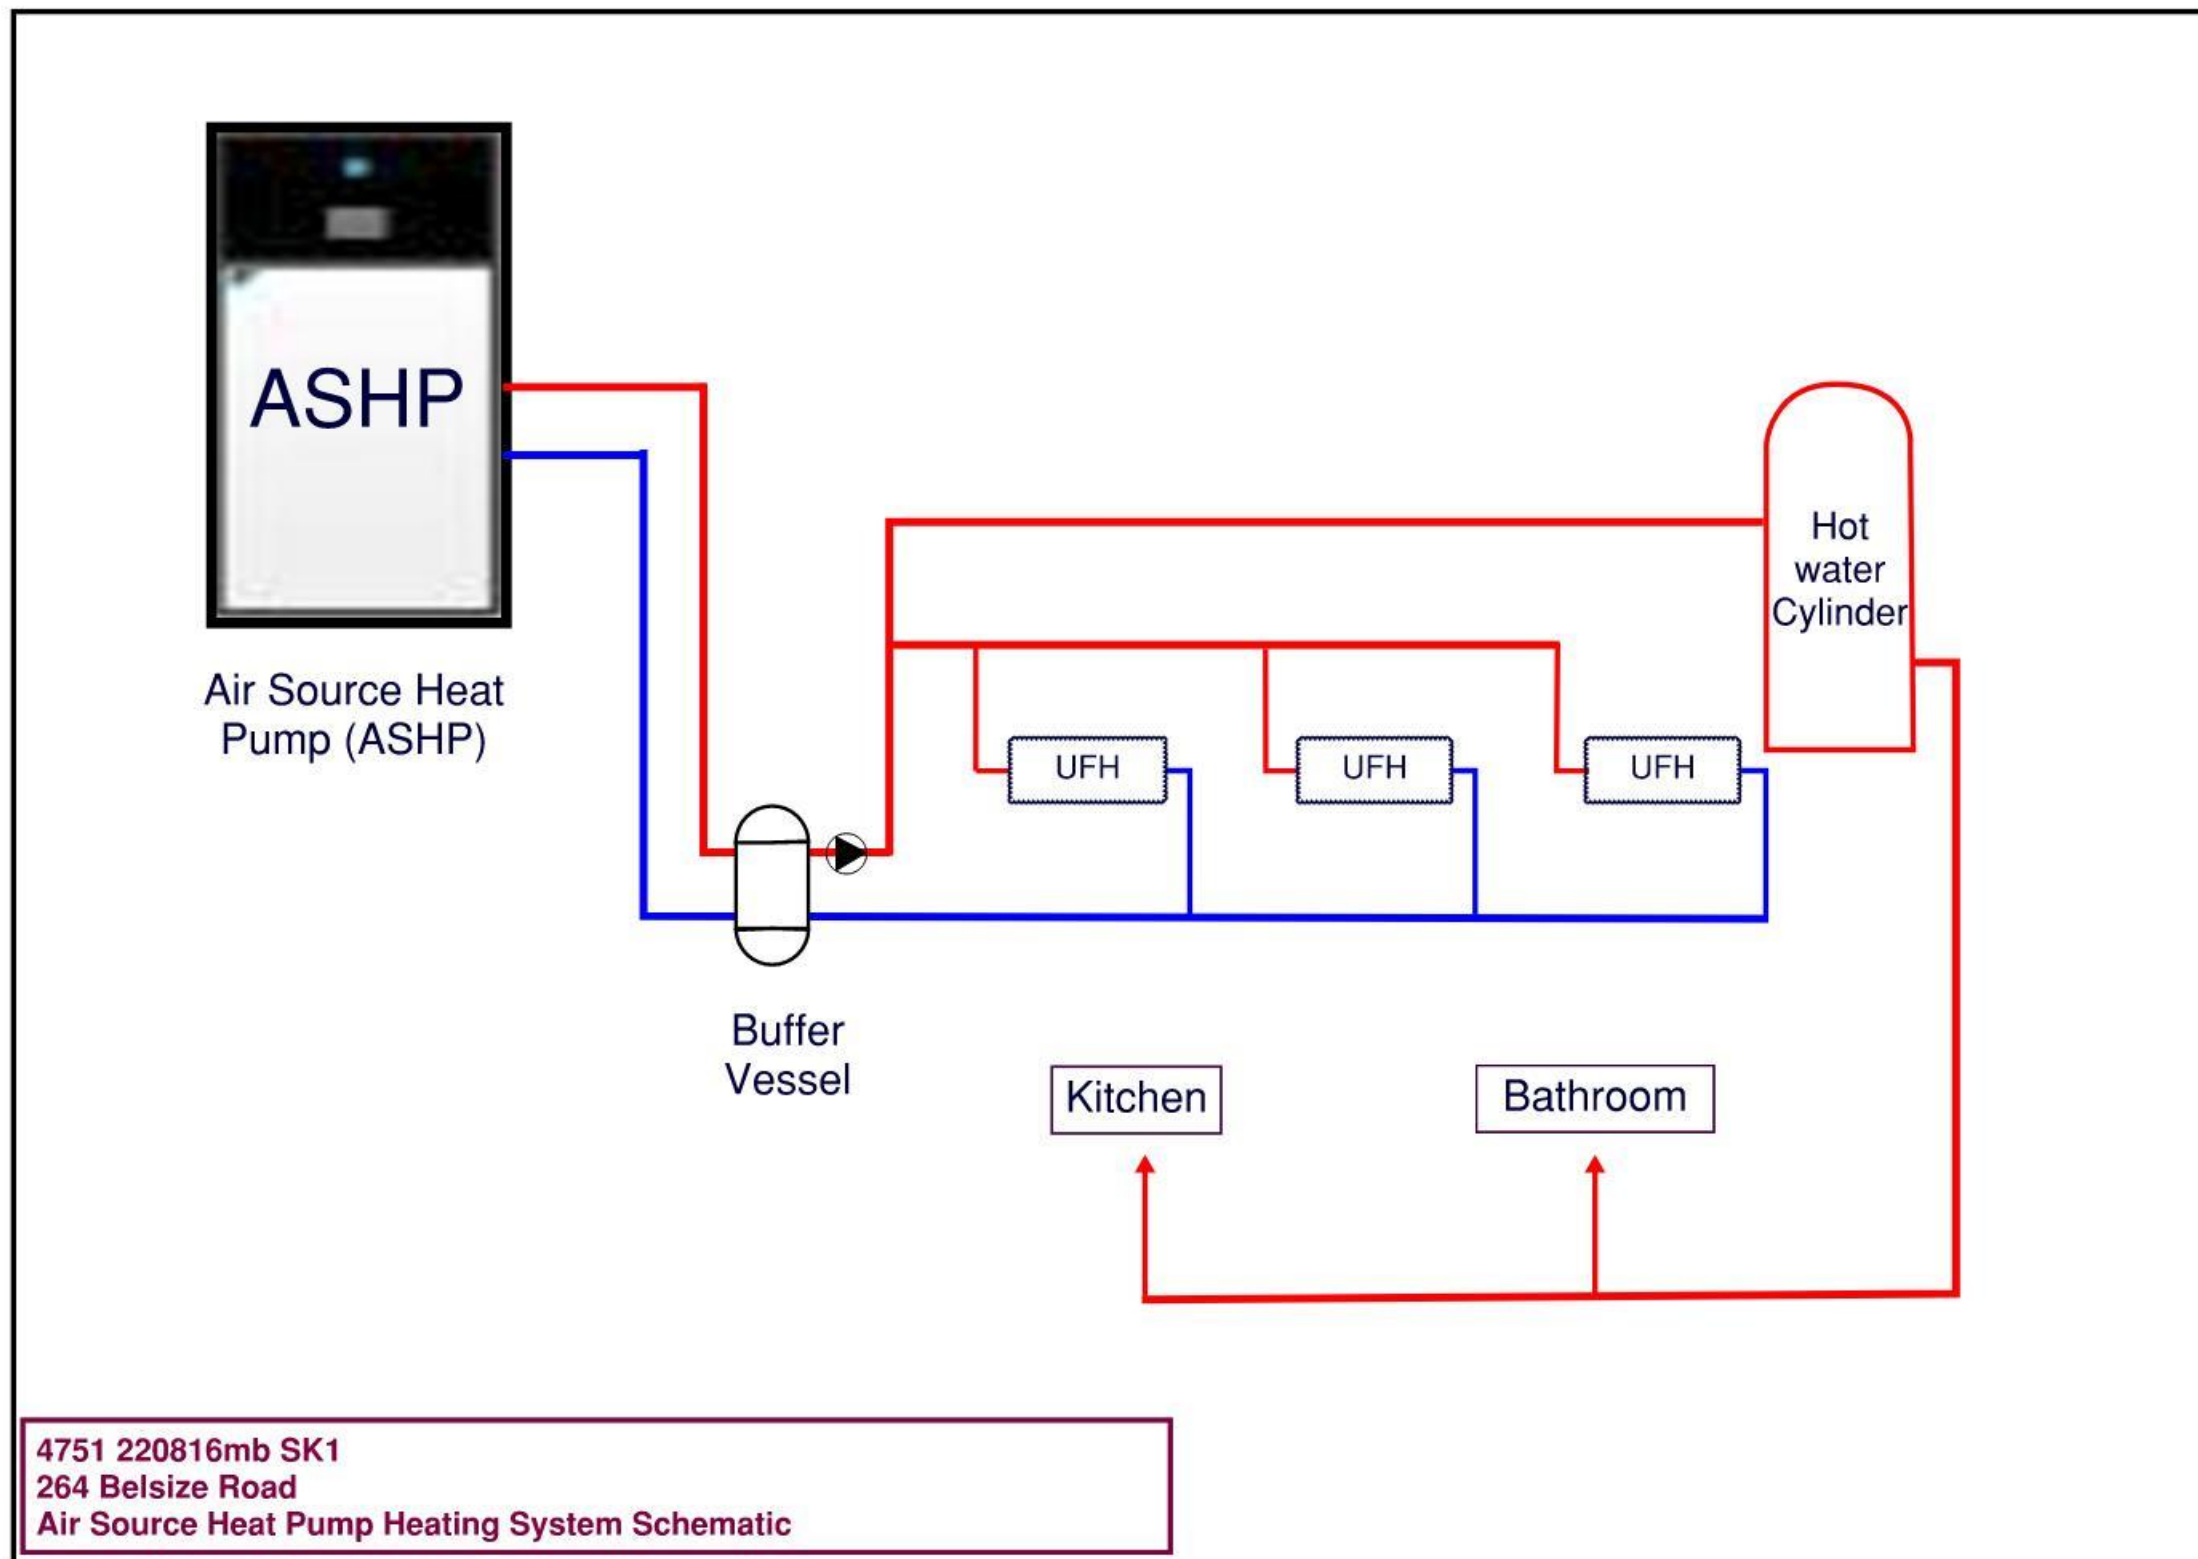 ASHP
Air Source Heat
Pump (ASHP)
Hot
water
Cylinder
UFH
UFH
UFH
Buffer
Vessel
Kitchen
Bathroom
4751 220816mb SK1
264 Belsize Road
Air Source Heat Pump Heating System Schematic